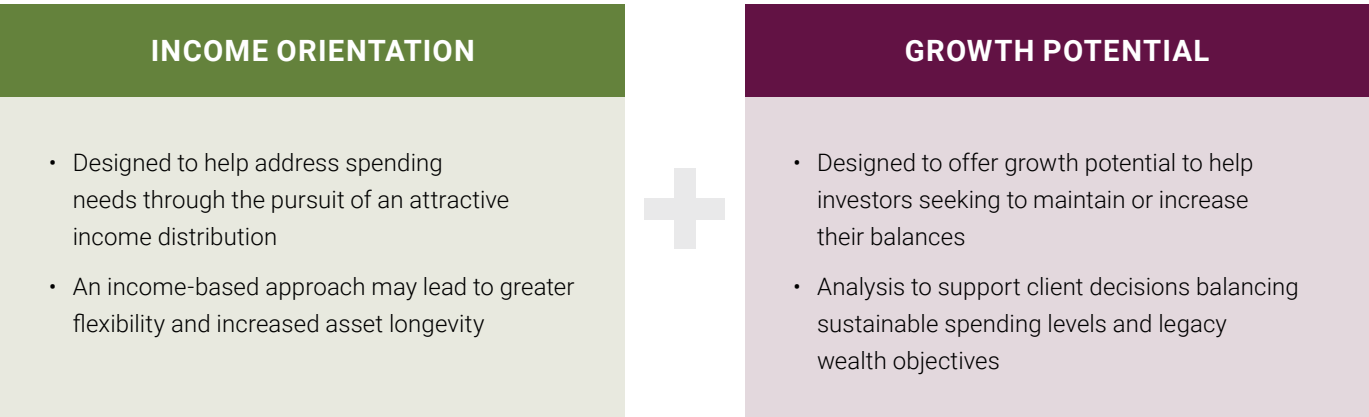 INCOME ORIENTATION
• Designed to help address spending
needs through the pursuit of an attractive
income distribution
• An income-based approach may lead to greater
flexibility and increased asset longevity
GROWTH POTENTIAL
• Designed to offer growth potential to help
investors seeking to maintain or increase
their balances
• Analysis to support client decisions balancing
sustainable spending levels and legacy
wealth objectives